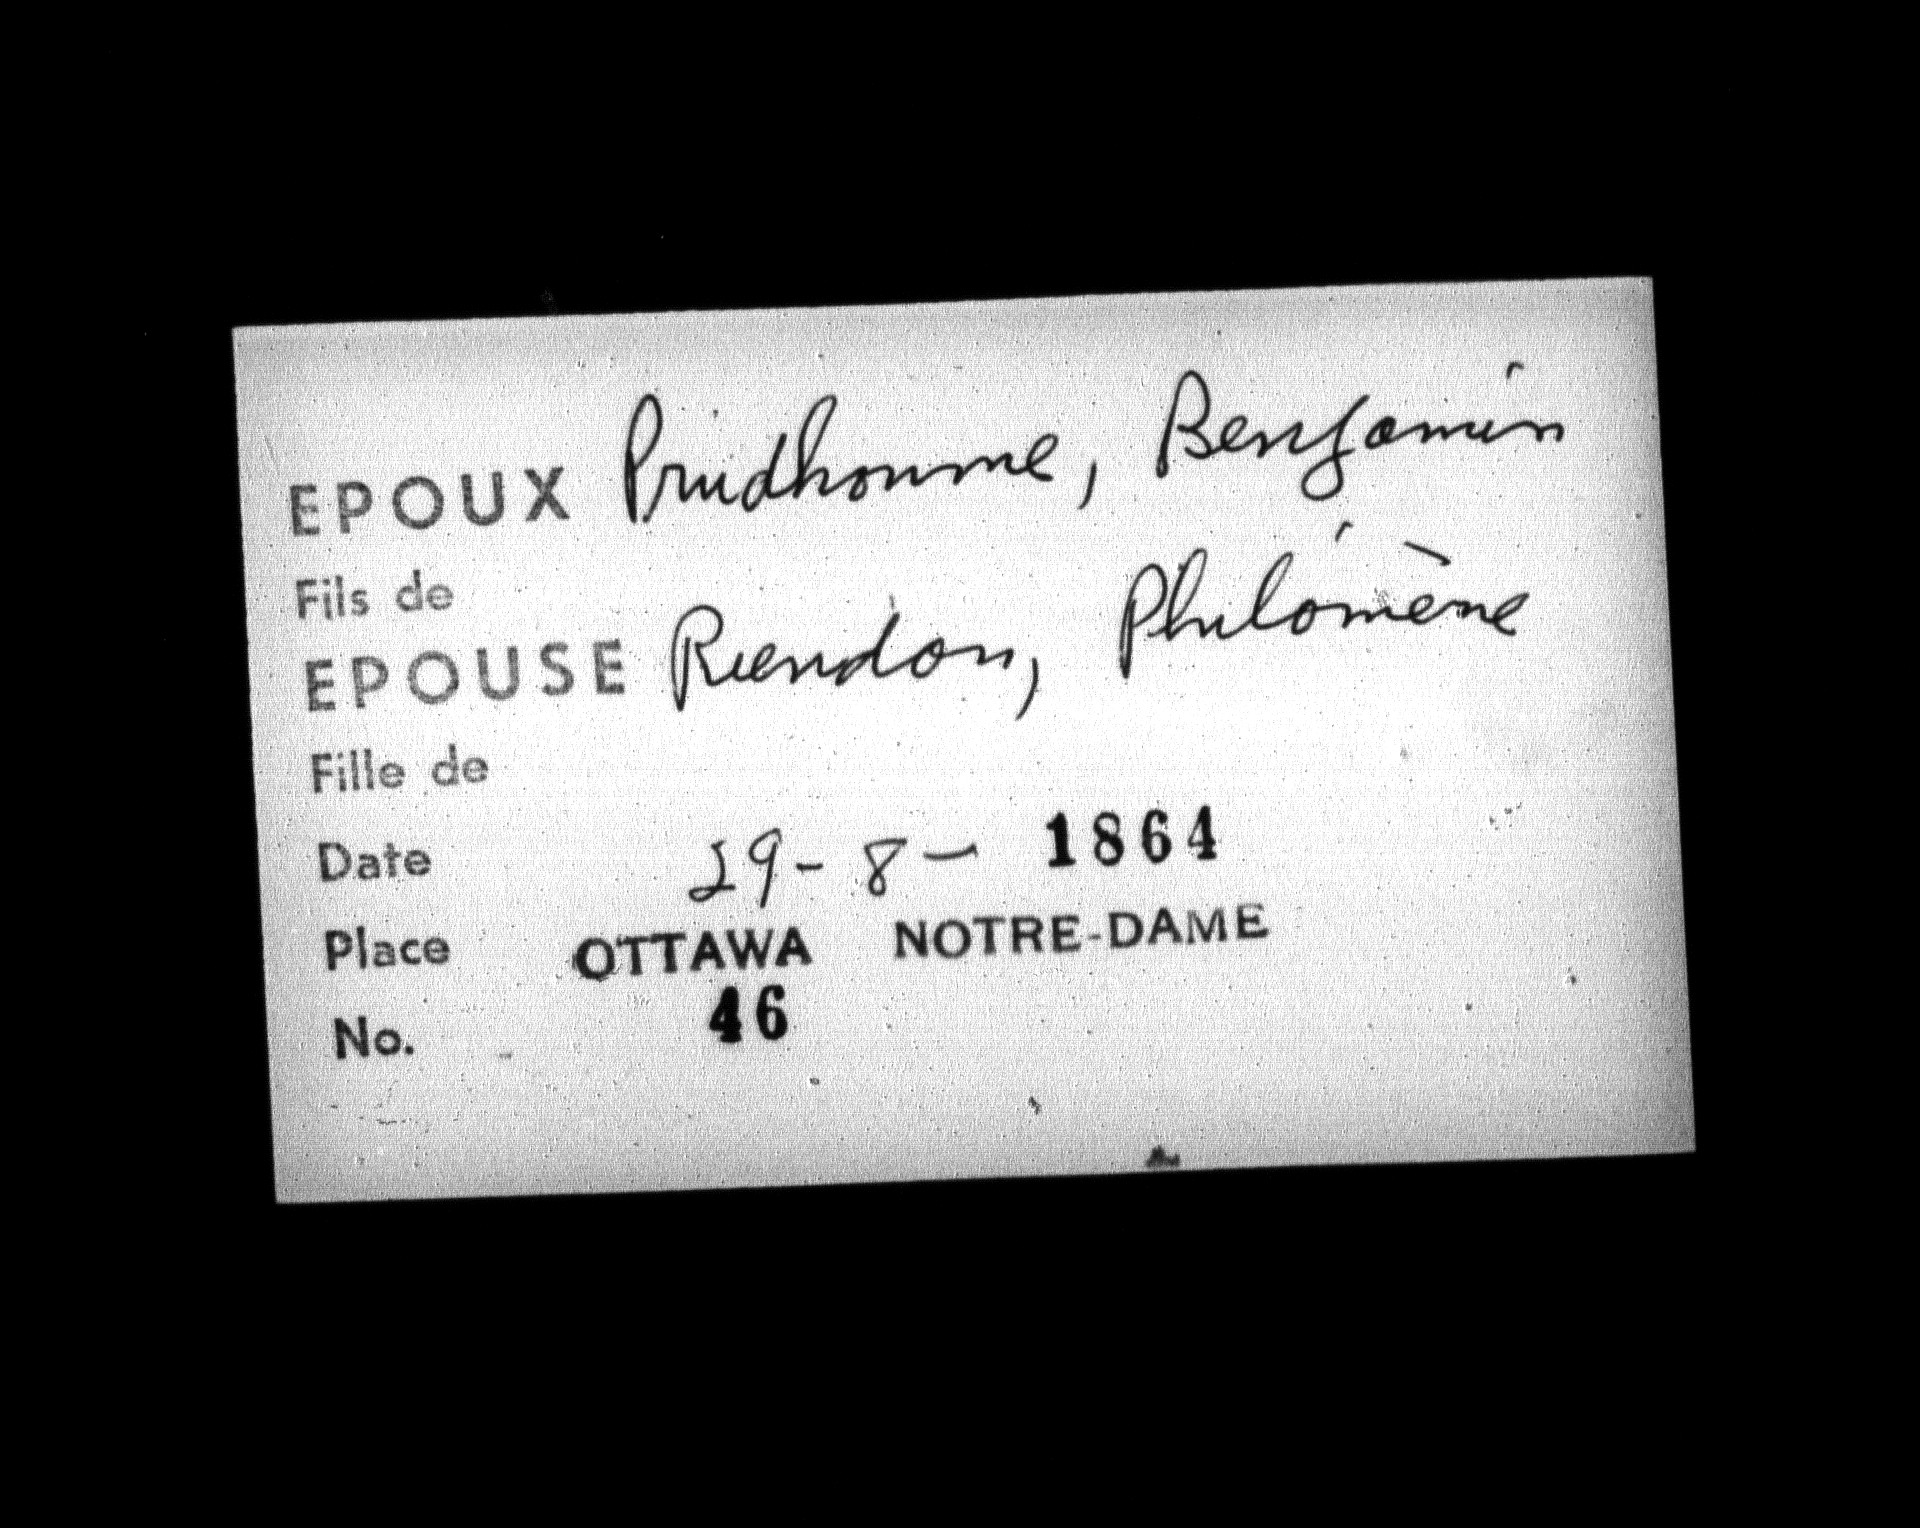 EPOUX Prudhomme, Benjamin
Fils de
EPOUSE Riendon, Philomène
Fille de
Date 29-8-1864
Place OTTAWA NOTRE-DAME
No. 46